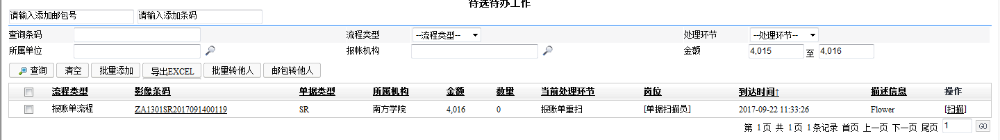 待选待办工作
请输入添加邮包号 请输入添加条码
查询条码 流程类型 --流程类型-- 处理环节 --处理环节--
所属单位 报帐机构 金额 4,015 至 4,016
查询 清空 批量添加 导出EXCEL 批量转他人 邮包转他人
流程类型 影像条码 单据类型 所属机构 金额 数量 当前处理环节 岗位 到达时间↑ 描述信息 操作
报账单流程 ZA1301SR2017091400119 SR 南方学院 4,016 0 报账单重扫 [单据扫描员] 2017-09-22 11:33:26 Flower [扫描]
第 1页 共 1页 1条记录 首页 上一页 下一页 尾页 1 GO